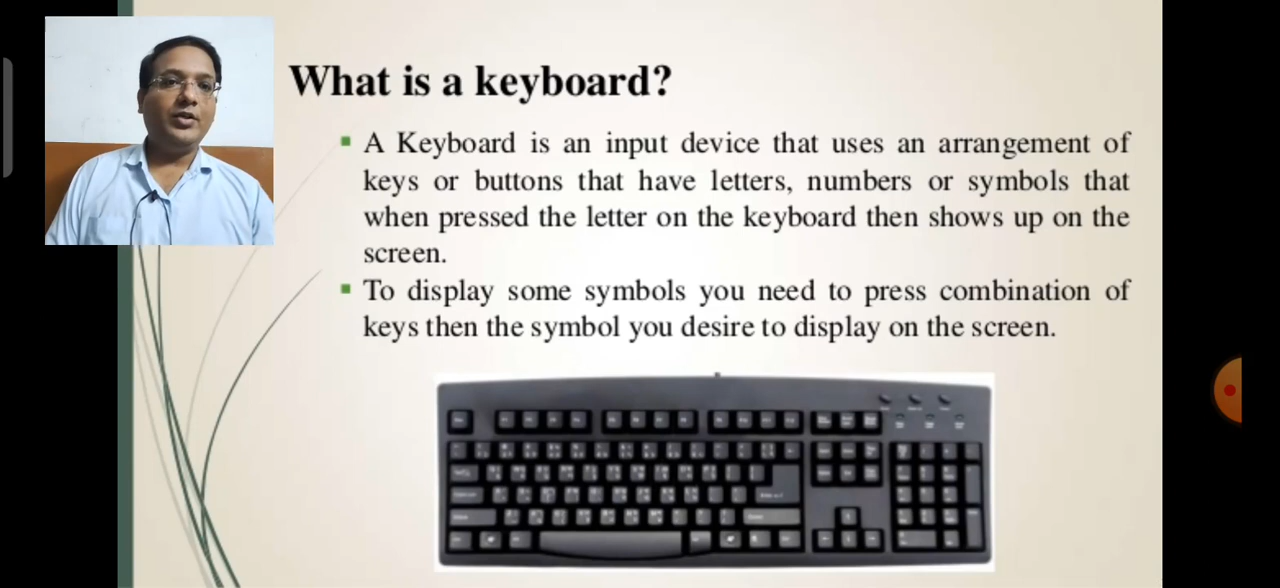 What is a keyboard?
A Keyboard is an input device that uses an arrangement of
keys or buttons that have letters, numbers or symbols that
when pressed the letter on the keyboard then shows up on the
screen.
To display some symbols you need to press combination of
keys then the symbol you desire to display on the screen.